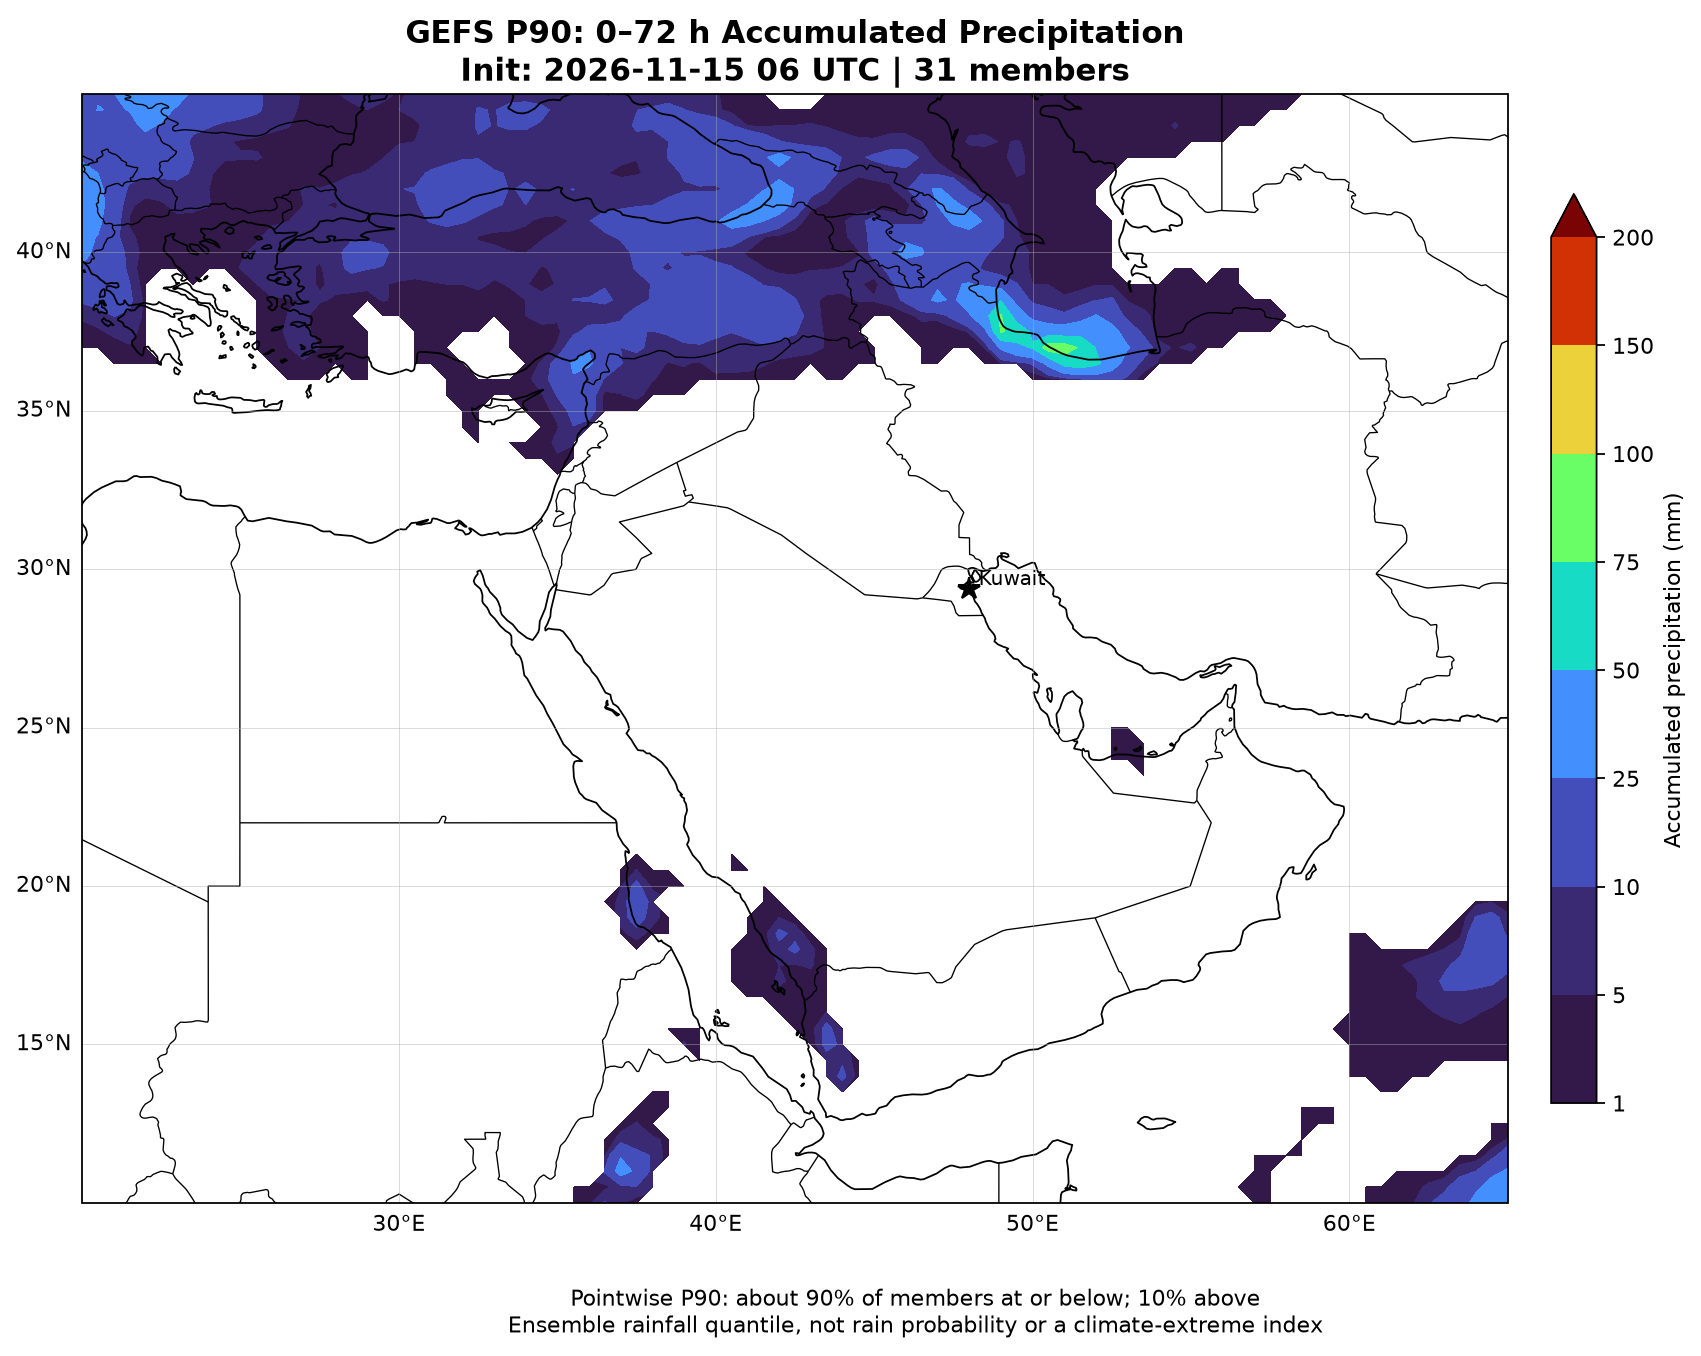 GEFS P90: 0–72 h Accumulated Precipitation
Init: 2026-11-15 06 UTC | 31 members
40°N
35°N
30°N
25°N
20°N
15°N
30°E
40°E
50°E
60°E
Kuwait
200
150
100
75
50
25
10
5
1
Accumulated precipitation (mm)
Pointwise P90: about 90% of members at or below; 10% above
Ensemble rainfall quantile, not rain probability or a climate-extreme index